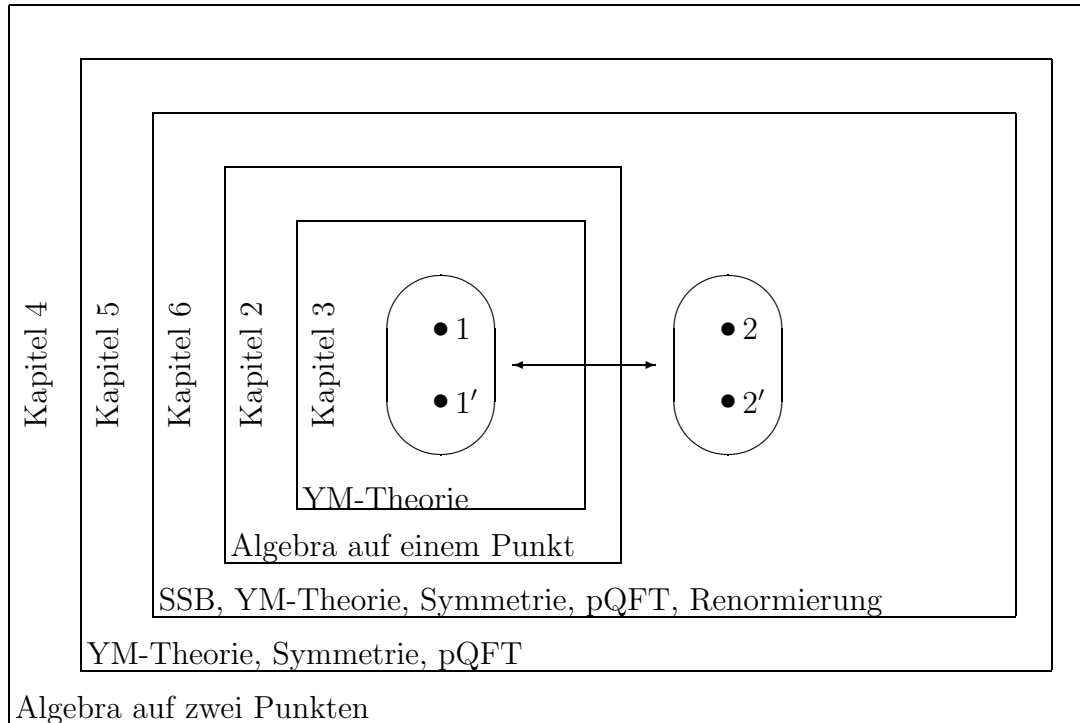 Kapitel 4
Kapitel 5
Kapitel 6
Kapitel 2
Kapitel 3
1
2
1′
2′
YM-Theorie
Algebra auf einem Punkt
SSB, YM-Theorie, Symmetrie, pQFT, Renormierung
YM-Theorie, Symmetrie, pQFT
Algebra auf zwei Punkten